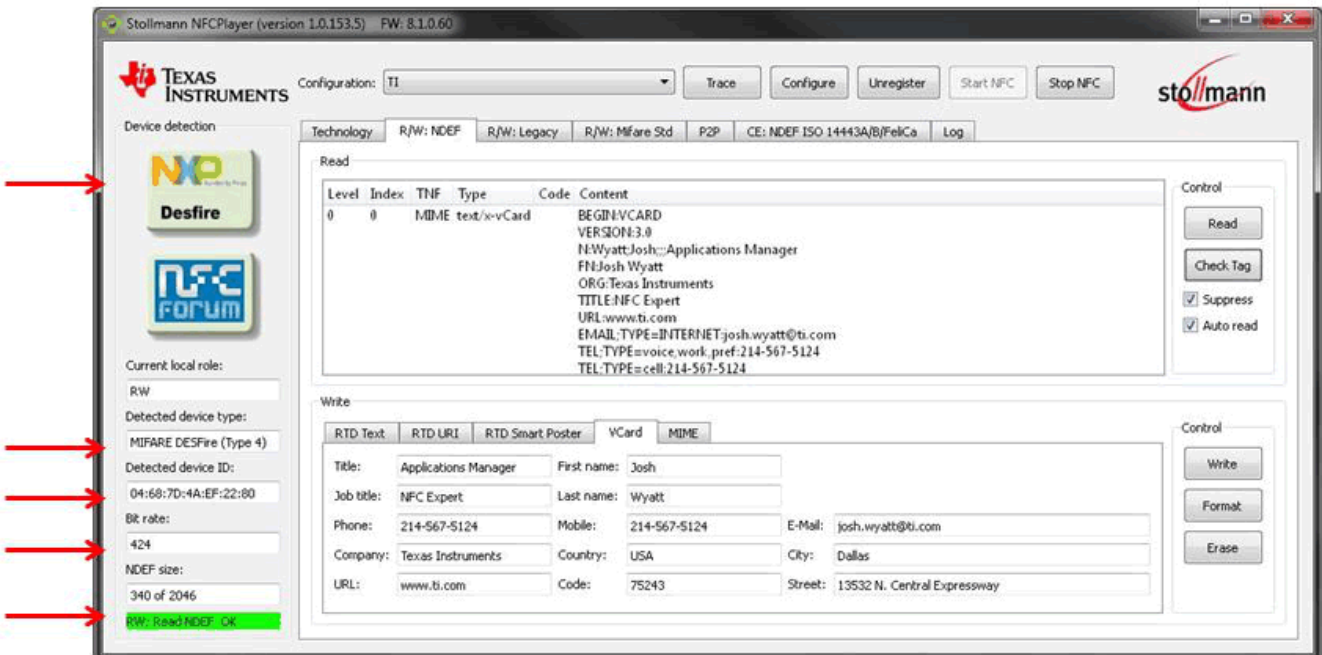 Stollmann NFCPlayer (version 1.0.153.5) FW: 8.1.0.60
TEXAS INSTRUMENTS
Configuration: TI Trace Configure Unregister Start NFC Stop NFC
stollmann
Device detection
NXP
Desfire
NFC
FORUM
Current local role:
RW
Detected device type:
MIFARE DESFire (Type 4)
Detected device ID:
04:68:7D:4A:EF:22:80
Bit rate:
424
NDEF size:
340 of 2046
RW: Read NDEF OK
Technology R/W: NDEF R/W: Legacy R/W: Mifare Std P2P CE: NDEF ISO 14443A/B/FeliCa Log
Read
Level Index TNF Type Code Content
0 0 MIME text/x-vCard BEGIN:VCARD
VERSION:3.0
N:Wyatt;Josh;;;Applications Manager
FN:Josh Wyatt
ORG:Texas Instruments
TITLE:NFC Expert
URL:www.ti.com
EMAIL;TYPE=INTERNET:josh.wyatt@ti.com
TEL;TYPE=voice,work,pref:214-567-5124
TEL;TYPE=cell:214-567-5124
Control
Read
Check Tag
Suppress
Auto read
Write
RTD Text RTD URI RTD Smart Poster VCard MIME
Title: Applications Manager First name: Josh
Job title: NFC Expert Last name: Wyatt
Phone: 214-567-5124 Mobile: 214-567-5124 E-Mail: josh.wyatt@ti.com
Company: Texas Instruments Country: USA City: Dallas
URL: www.ti.com Code: 75243 Street: 13532 N. Central Expressway
Control
Write
Format
Erase